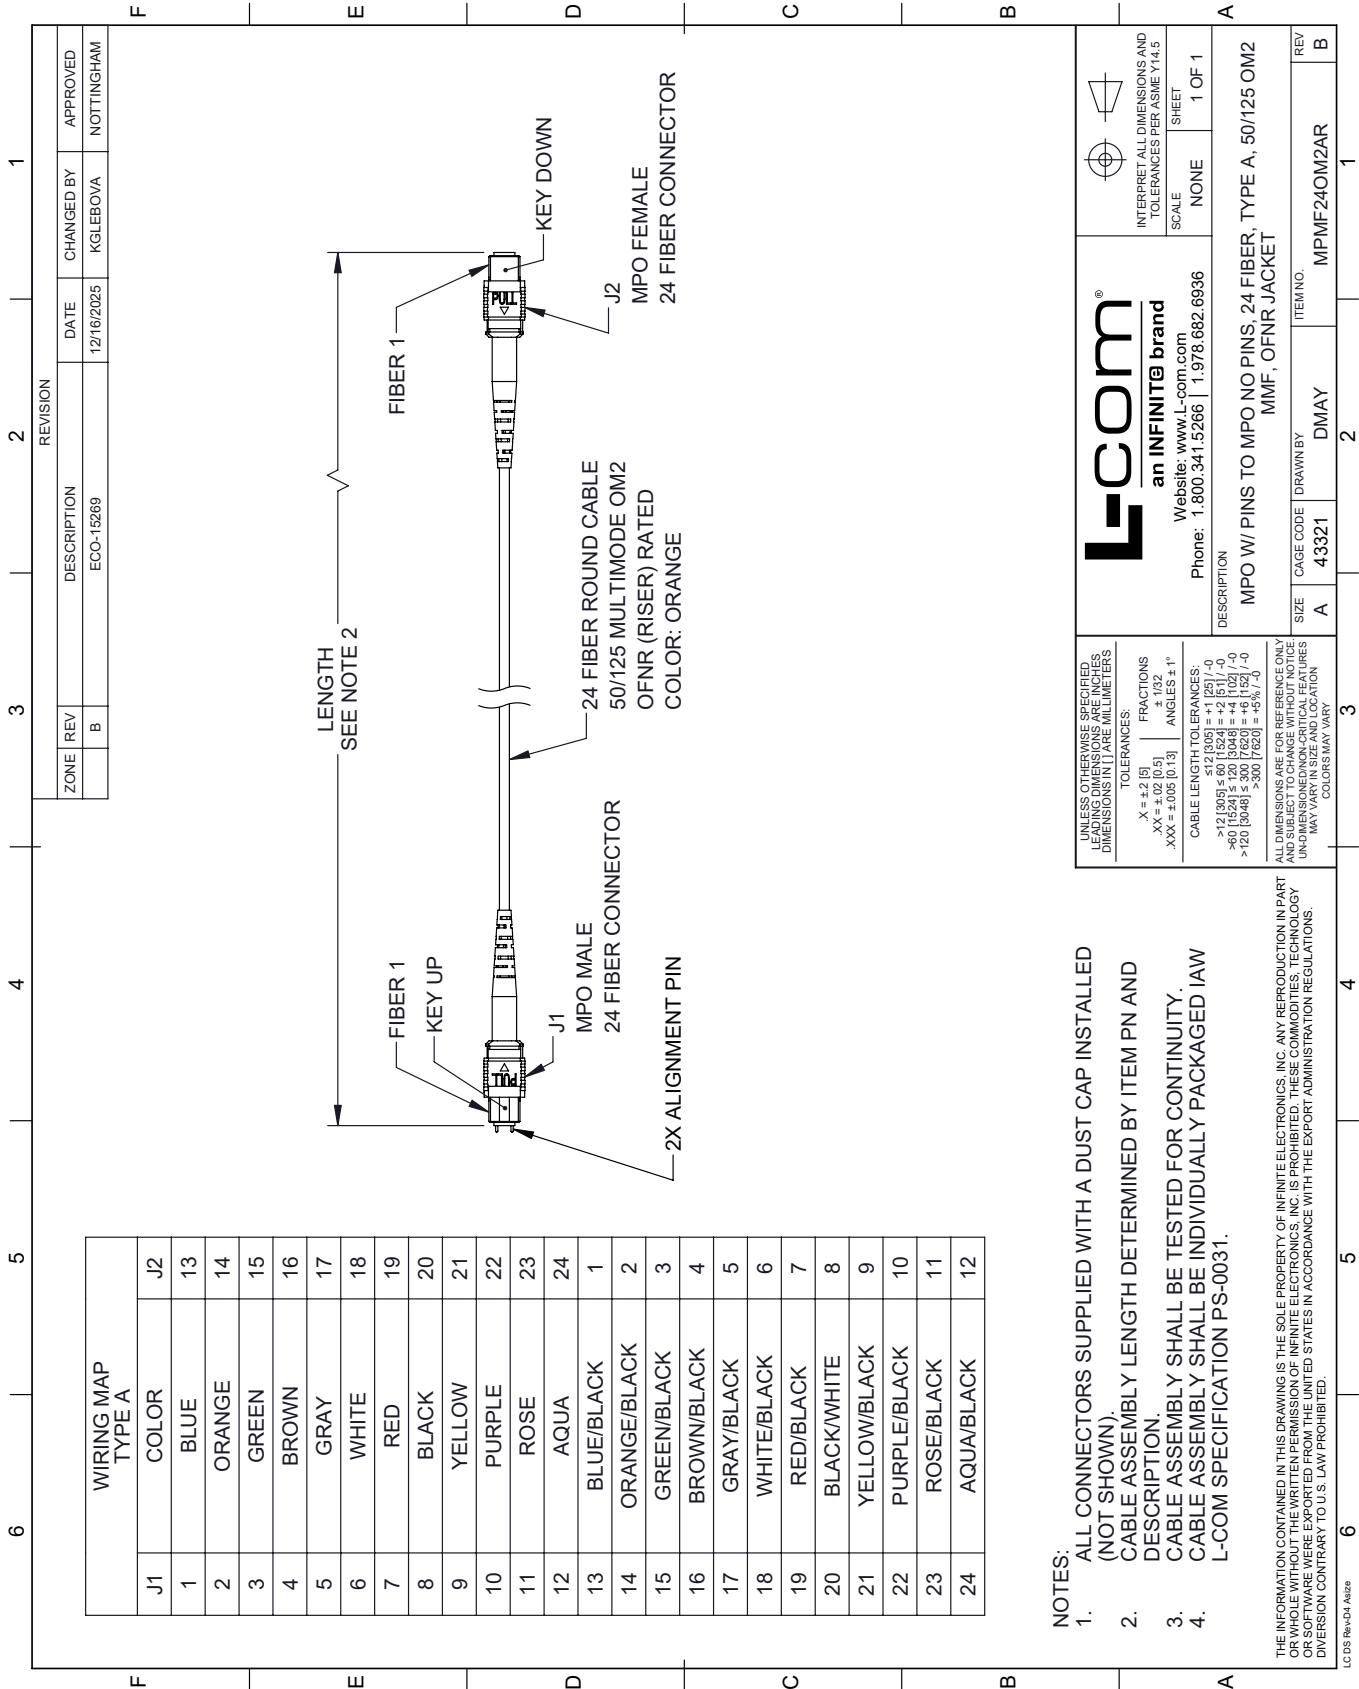 6 5 4 3 2 1
F
E
D
C
B
A
REVISION
ZONE REV DESCRIPTION DATE CHANGED BY APPROVED
B ECO-15269 12/16/2025 KGLEBOVA NOTTINGHAM
WIRING MAP
TYPE A
J1 COLOR J2
1 BLUE 13
2 ORANGE 14
3 GREEN 15
4 BROWN 16
5 GRAY 17
6 WHITE 18
7 RED 19
8 BLACK 20
9 YELLOW 21
10 PURPLE 22
11 ROSE 23
12 AQUA 24
13 BLUE/BLACK 1
14 ORANGE/BLACK 2
15 GREEN/BLACK 3
16 BROWN/BLACK 4
17 GRAY/BLACK 5
18 WHITE/BLACK 6
19 RED/BLACK 7
20 BLACK/WHITE 8
21 YELLOW/BLACK 9
22 PURPLE/BLACK 10
23 ROSE/BLACK 11
24 AQUA/BLACK 12
LENGTH
SEE NOTE 2
FIBER 1
KEY UP
PULL
J1
MPO MALE
24 FIBER CONNECTOR
2X ALIGNMENT PIN
24 FIBER ROUND CABLE
50/125 MULTIMODE OM2
OFNR (RISER) RATED
COLOR: ORANGE
FIBER 1
PULL
KEY DOWN
J2
MPO FEMALE
24 FIBER CONNECTOR
NOTES:
1. ALL CONNECTORS SUPPLIED WITH A DUST CAP INSTALLED
(NOT SHOWN).
2. CABLE ASSEMBLY LENGTH DETERMINED BY ITEM PN AND
DESCRIPTION.
3. CABLE ASSEMBLY SHALL BE TESTED FOR CONTINUITY.
4. CABLE ASSEMBLY SHALL BE INDIVIDUALLY PACKAGED IAW
L-COM SPECIFICATION PS-0031.
THE INFORMATION CONTAINED IN THIS DRAWING IS THE SOLE PROPERTY OF INFINITE ELECTRONICS, INC. ANY REPRODUCTION IN PART
OR WHOLE WITHOUT THE WRITTEN PERMISSION OF INFINITE ELECTRONICS, INC. IS PROHIBITED. THESE COMMODITIES, TECHNOLOGY
OR SOFTWARE WERE EXPORTED FROM THE UNITED STATES IN ACCORDANCE WITH THE EXPORT ADMINISTRATION REGULATIONS.
DIVERSION CONTRARY TO U.S. LAW PROHIBITED.
UNLESS OTHERWISE SPECIFIED
LEADING DIMENSIONS ARE INCHES
DIMENSIONS IN [ ] ARE MILLIMETERS
TOLERANCES:
.X = ±.2 [5] FRACTIONS
.XX = ±.02 [0.5] ± 1/32
.XXX = ±.005 [0.13] ANGLES ± 1°
CABLE LENGTH TOLERANCES:
≤12 [305] = +1 [25] / -0
>12 [305] ≤ 60 [1524] = +2 [51] / -0
>60 [1524] ≤ 120 [3048] = +4 [102] / -0
>120 [3048] ≤ 300 [7620] = +6 [152] / -0
>300 [7620] = +5% / -0
ALL DIMENSIONS ARE FOR REFERENCE ONLY
AND SUBJECT TO CHANGE WITHOUT NOTICE.
UN-DIMENSIONED/NON-CRITICAL FEATURES
MAY VARY IN SIZE AND LOCATION
COLORS MAY VARY
L-com®
an INFINITE brand
Website: www.L-com.com
Phone: 1.800.341.5266 | 1.978.682.6936
INTERPRET ALL DIMENSIONS AND
TOLERANCES PER ASME Y14.5
SCALE SHEET
NONE 1 OF 1
DESCRIPTION
MPO W/ PINS TO MPO NO PINS, 24 FIBER, TYPE A, 50/125 OM2
MMF, OFNR JACKET
SIZE CAGE CODE DRAWN BY ITEM NO. REV
A 43321 DMAY MPMF24OM2AR B
F
E
D
C
B
A
6 5 4 3 2 1
LC DS Rev-D4 Asize